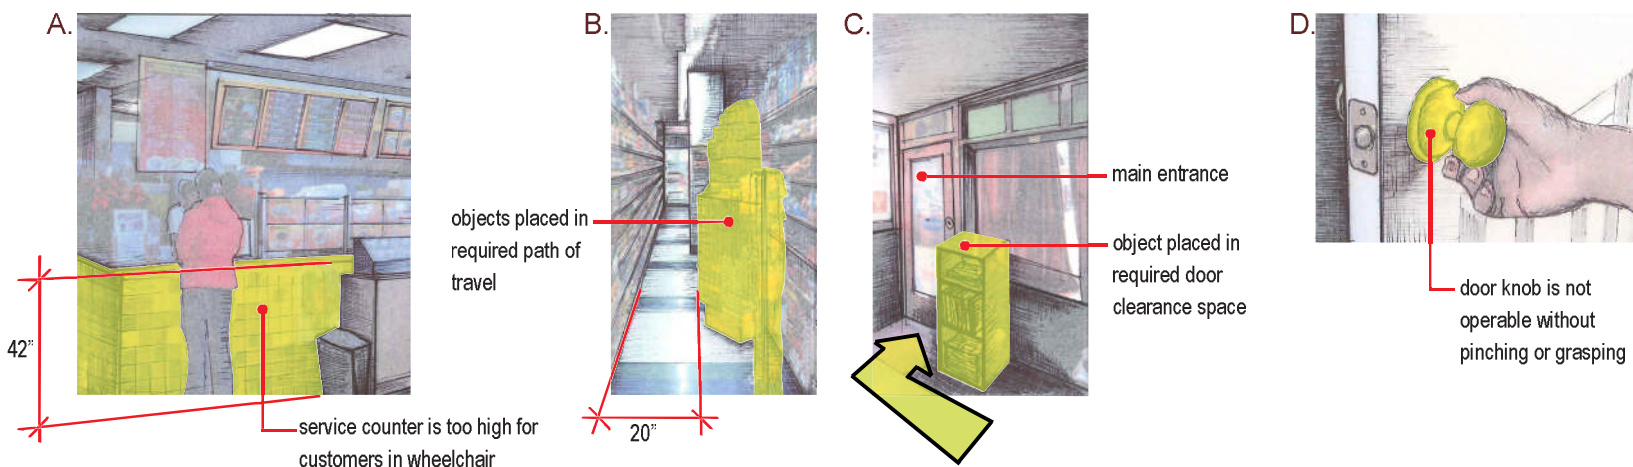 A.
42”
service counter is too high for
customers in wheelchair
B.
objects placed in
required path of
travel
20”
C.
main entrance
object placed in
required door
clearance space
D.
door knob is not
operable without
pinching or grasping